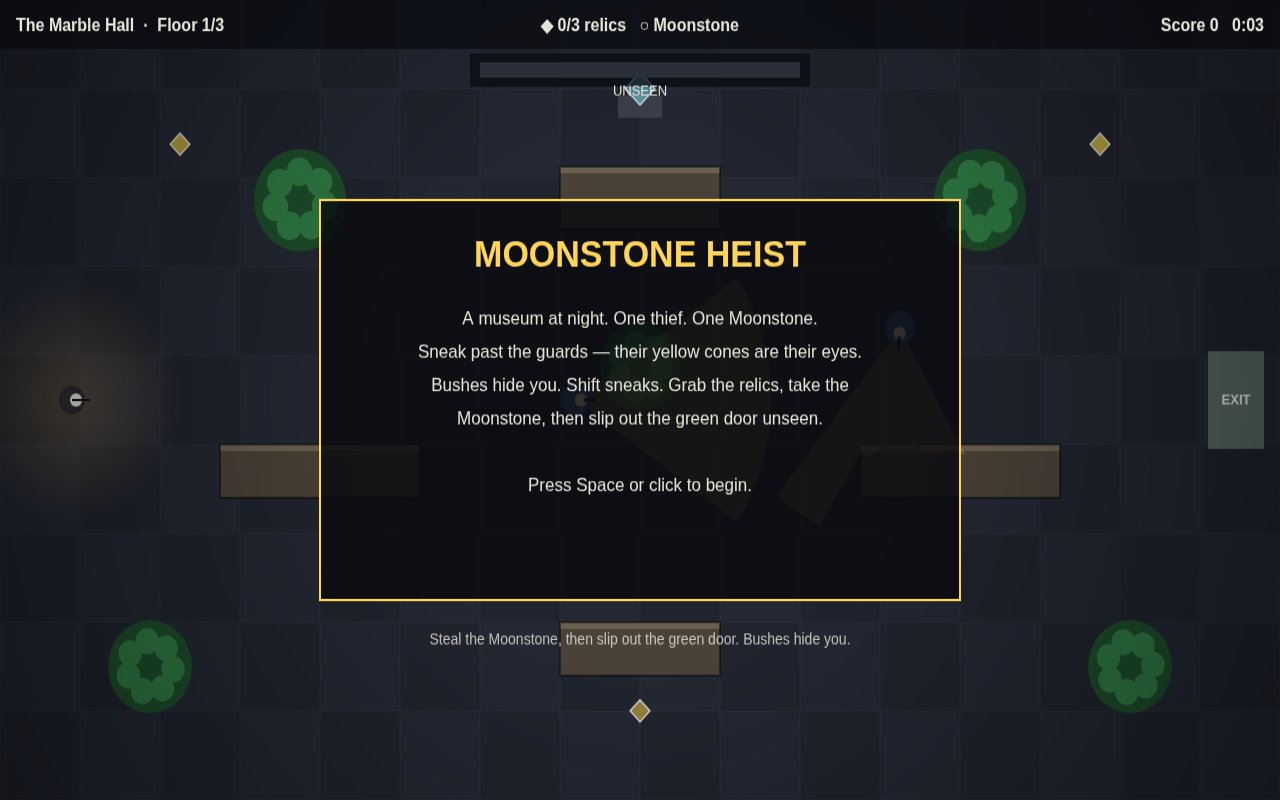 The Marble Hall · Floor 1/3
◆ 0/3 relics ○ Moonstone
Score 0 0:03
UNSEEN
MOONSTONE HEIST
A museum at night. One thief. One Moonstone.
Sneak past the guards — their yellow cones are their eyes.
Bushes hide you. Shift sneaks. Grab the relics, take the
Moonstone, then slip out the green door unseen.
EXIT
Press Space or click to begin.
Steal the Moonstone, then slip out the green door. Bushes hide you.